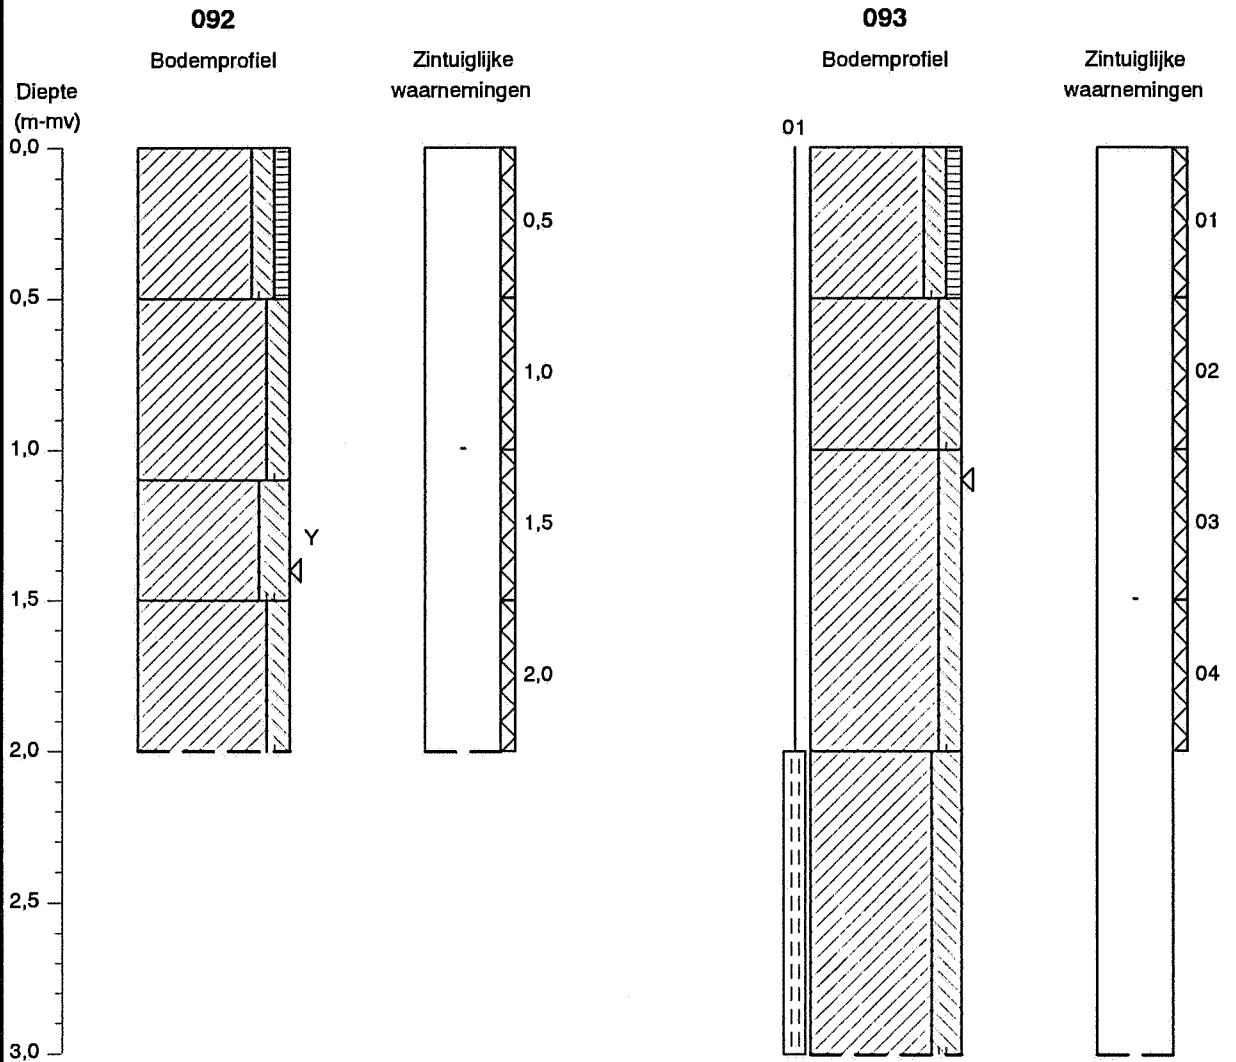 092
093
Bodemprofiel
Zintuiglijke
waarnemingen
Bodemprofiel
Zintuiglijke
waarnemingen
Diepte
(m-mv)
01
0,0
0,5
01
0,5
1,0
02
1,0
1,5
03
Y
1,5
2,0
04
2,0
2,5
3,0